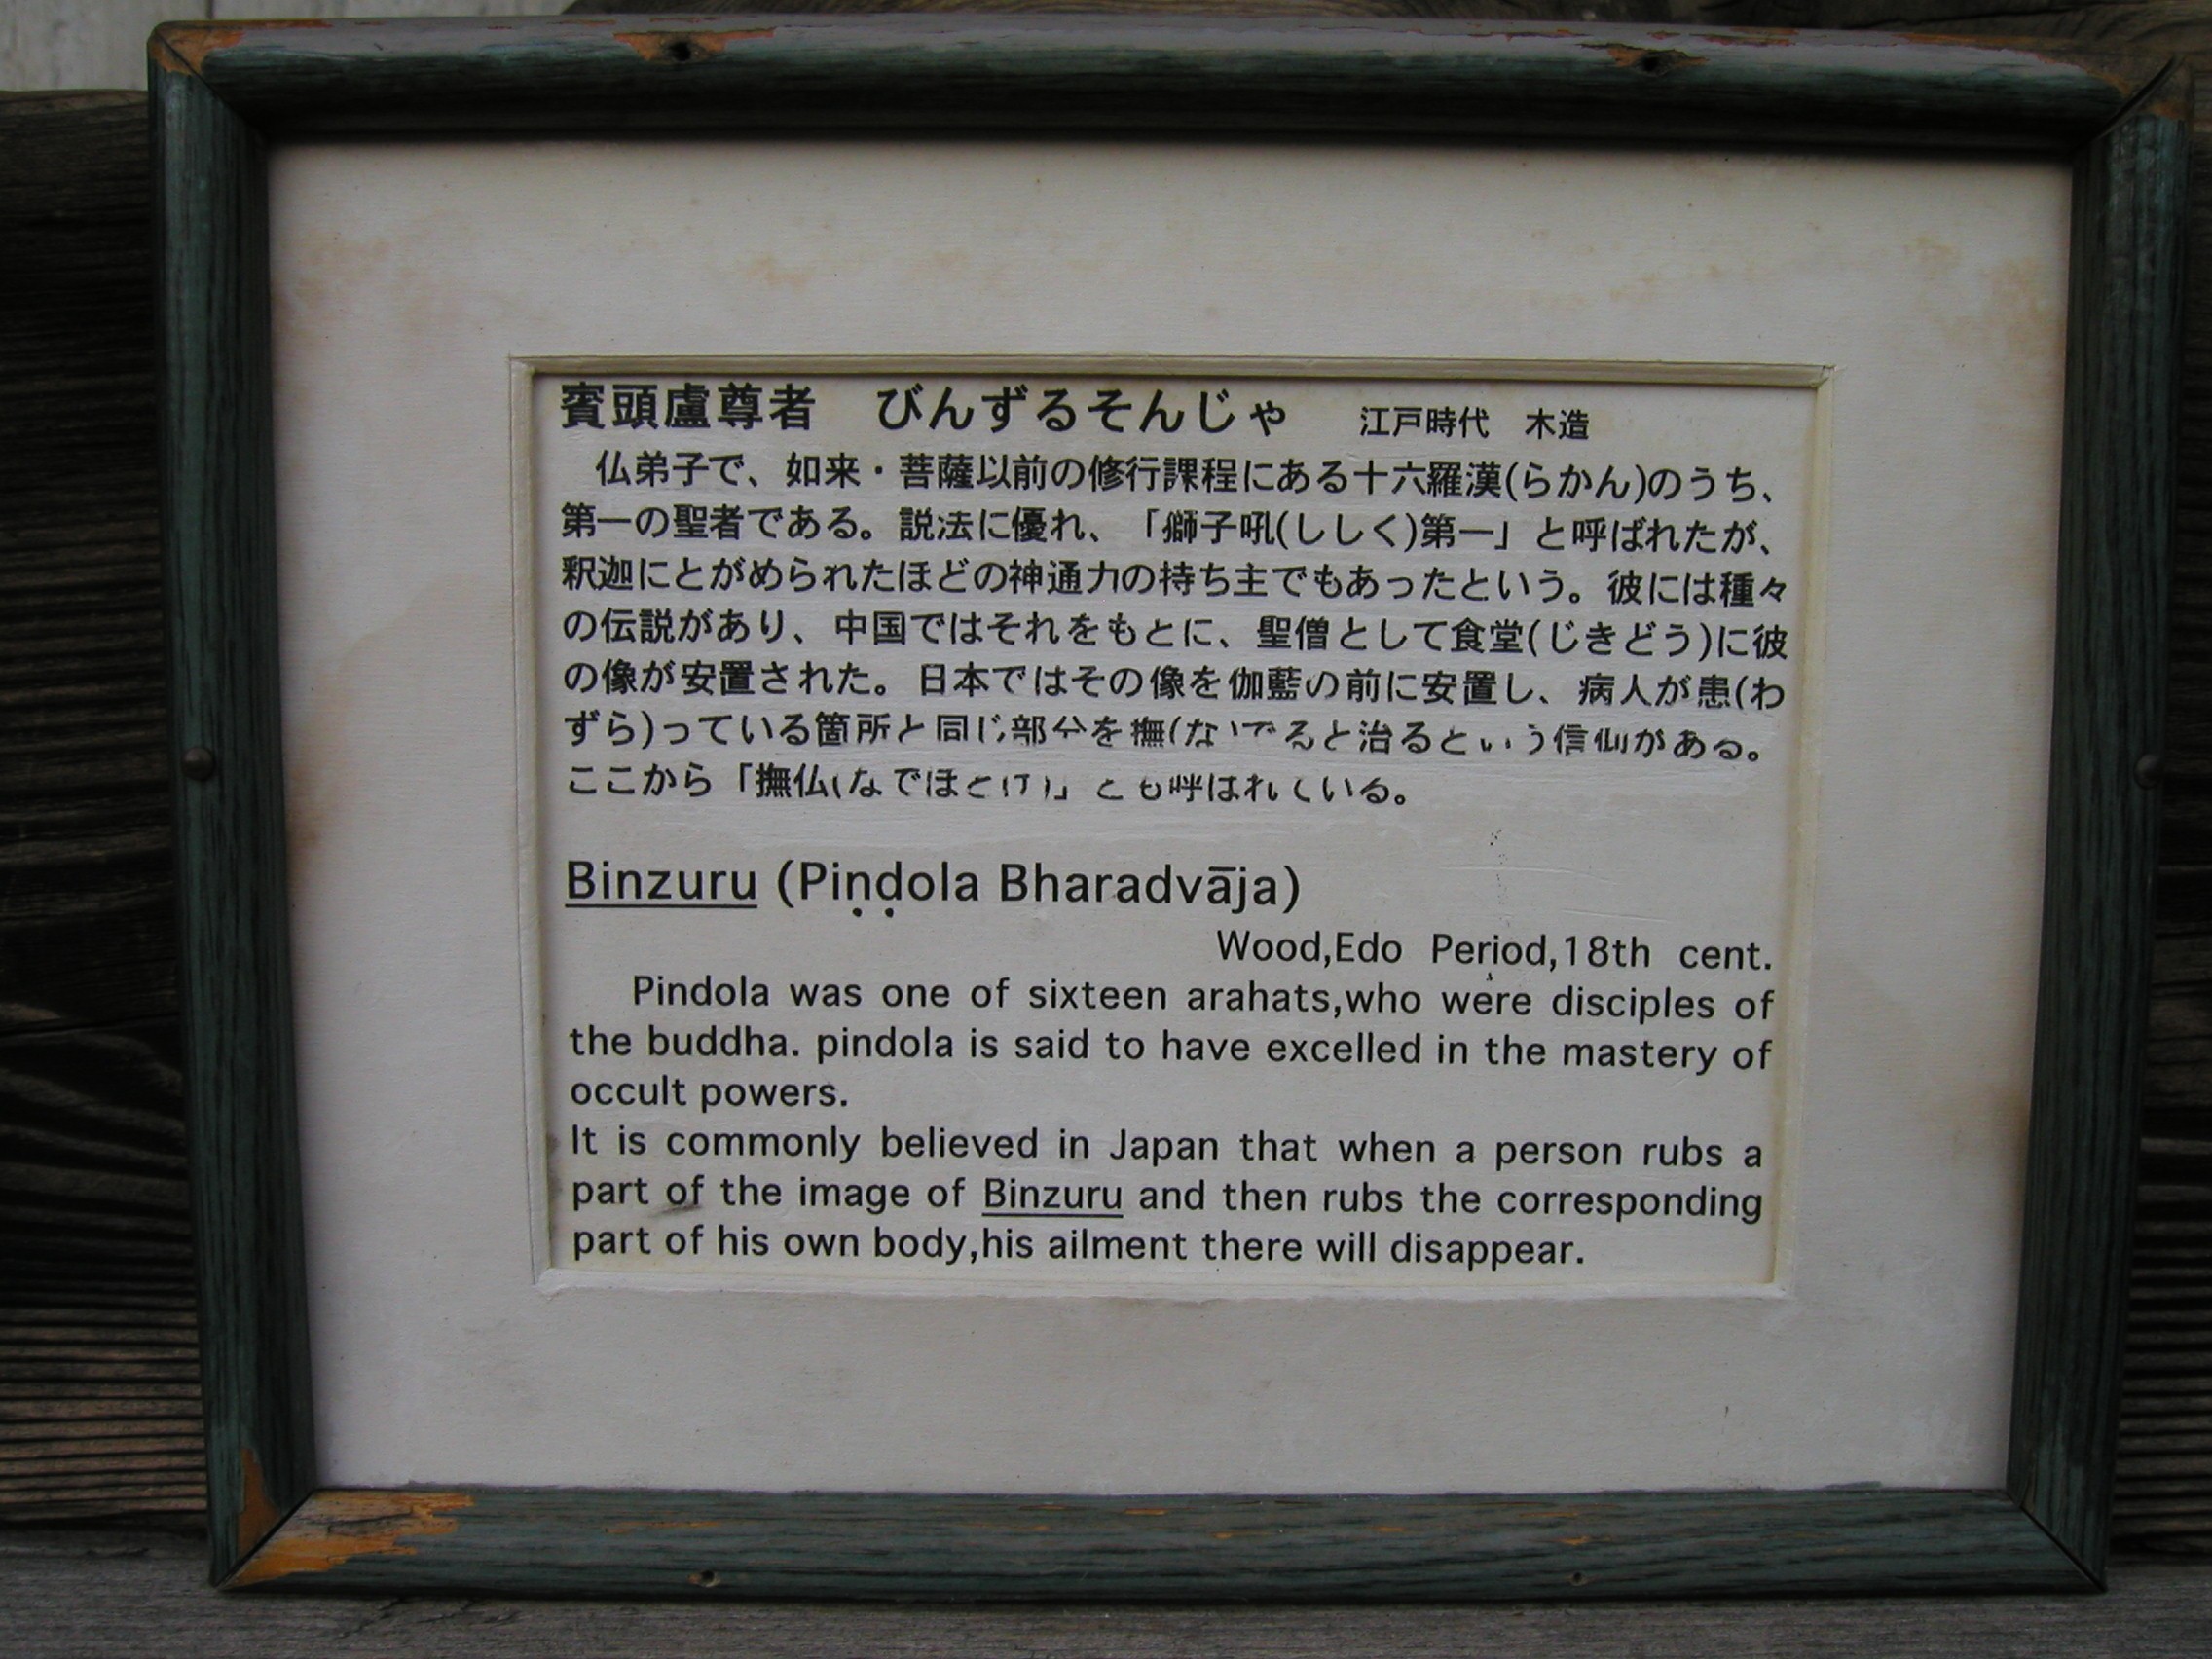 賓頭盧尊者　びんずるそんじゃ　江戸時代　木造
仏弟子で、如来・菩薩以前の修行課程にある十六羅漢(らかん)のうち、
第一の聖者である。説法に優れ、「獅子吼(ししく)第一」と呼ばれたが、
釈迦にとがめられたほどの神通力の持ち主でもあったという。彼には種々
の伝説があり、中国ではそれをもとに、聖僧として食堂(じきどう)に彼
の像が安置された。日本ではその像を伽藍の前に安置し、病人が患(わ
ずら)っている箇所と同じ部分を撫(な)でると治るという信仰がある。
ここから「撫仏(なでほとけ)」とも呼ばれている。
Binzuru (Piṇḍola Bharadvāja)
Wood,Edo Period,18th cent.
Pindola was one of sixteen arahats,who were disciples of
the buddha. pindola is said to have excelled in the mastery of
occult powers.
It is commonly believed in Japan that when a person rubs a
part of the image of Binzuru and then rubs the corresponding
part of his own body,his ailment there will disappear.